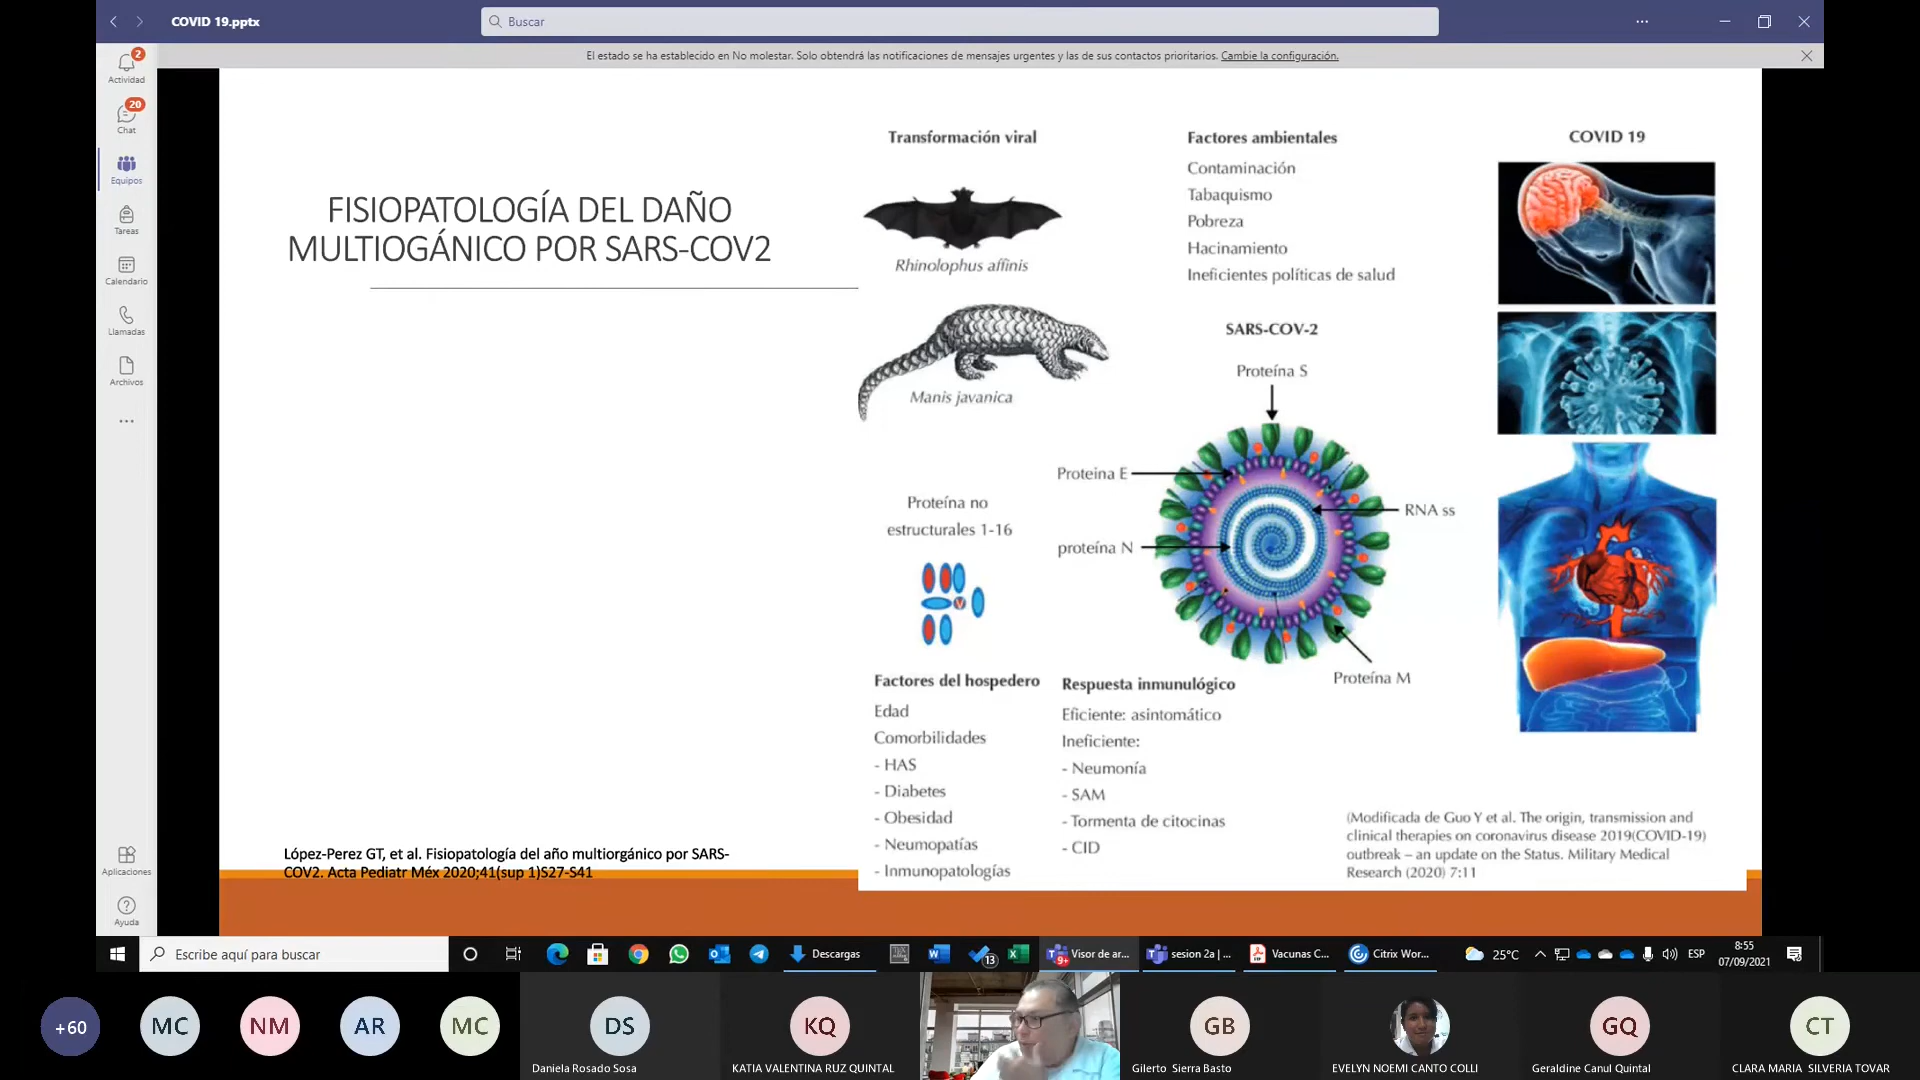 COVID 19.pptx
Buscar
El estado se ha establecido en No molestar. Solo obtendrá las notificaciones de mensajes urgentes y las de sus contactos prioritarios. Cambie la configuración.
2
Actividad
20
Chat
Equipos
Tareas
Calendario
Llamadas
Archivos
Aplicaciones
Ayuda
FISIOPATOLOGÍA DEL DAÑO
MULTIOGÁNICO POR SARS-COV2
Transformación viral
Rhinolophus affinis
Manis javanica
Proteína no
estructurales 1-16
V
Factores del hospedero
Edad
Comorbilidades
- HAS
- Diabetes
- Obesidad
- Neumopatías
- Inmunopatologías
Factores ambientales
Contaminación
Tabaquismo
Pobreza
Hacinamiento
Ineficientes políticas de salud
SARS-COV-2
Proteína S
Proteina E
RNA ss
proteína N
Proteína M
Respuesta inmunulógico
Eficiente: asintomático
Ineficiente:
- Neumonía
- SAM
- Tormenta de citocinas
- CID
COVID 19
(Modificada de Guo Y et al. The origin, transmission and
clinical therapies on coronavirus disease 2019(COVID-19)
outbreak – an update on the Status. Military Medical
Research (2020) 7:11
López-Perez GT, et al. Fisiopatología del año multiorgánico por SARS-
COV2. Acta Pediatr Méx 2020;41(sup 1)S27-S41
Escribe aquí para buscar
Descargas
13
9+
Visor de ar...
sesion 2a | ...
Vacunas C...
Citrix Wor...
25°C
ESP
8:55
07/09/2021
+60
MC
NM
AR
MC
DS
Daniela Rosado Sosa
KQ
KATIA VALENTINA RUZ QUINTAL
GB
Gilerto Sierra Basto
EVELYN NOEMI CANTO COLLI
GQ
Geraldine Canul Quintal
CT
CLARA MARIA SILVERIA TOVAR